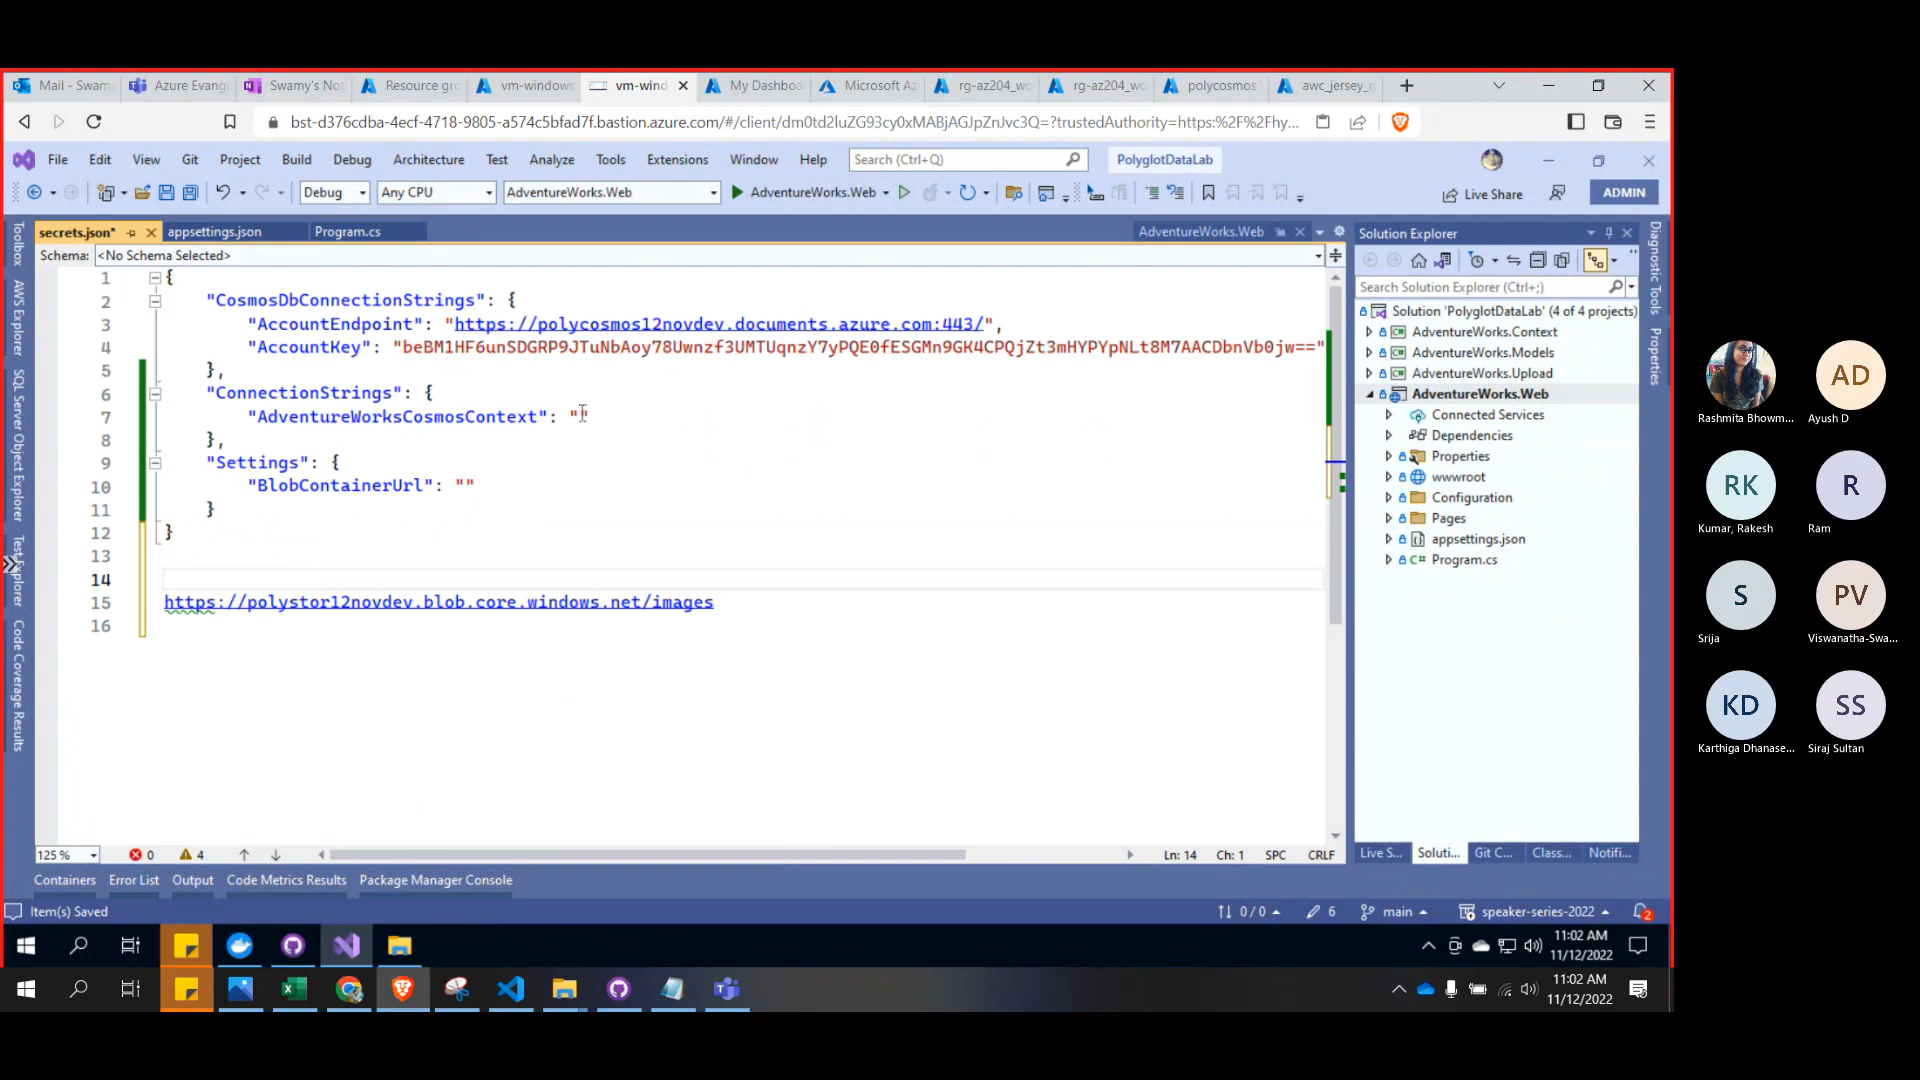 Mail - Swam
Azure Evang
Swamy's Not
Resource gro
vm-windows
vm-wind
My Dashboa
Microsoft Az
rg-az204_wo
rg-az204_wo
polycosmos1
awc_jersey_n
bst-d376cdba-4ecf-4718-9805-a574c5bfad7f.bastion.azure.com/#/client/dm0td2luZG93cy0xMABjAGJpZnJvc3Q=?trustedAuthority=https:%2F%2Fhy...
File Edit View Git Project Build Debug Architecture Test Analyze Tools Extensions Window Help Search (Ctrl+Q) PolyglotDataLab
Debug Any CPU AdventureWorks.Web AdventureWorks.Web Live Share ADMIN
secrets.json* appsettings.json Program.cs AdventureWorks.Web
Schema: <No Schema Selected>
1 {
2 "CosmosDbConnectionStrings": {
3 "AccountEndpoint": "https://polycosmos12novdev.documents.azure.com:443/",
4 "AccountKey": "beBM1HF6unSDGRP9JTuNbAoy78Uwnzf3UMTUqnzY7yPQE0fESGMn9GK4CPQjZt3mHYPYpNLt8M7AACDbnVb0jw=="
5 },
6 "ConnectionStrings": {
7 "AdventureWorksCosmosContext": ""
8 },
9 "Settings": {
10 "BlobContainerUrl": ""
11 }
12 }
13
14
15 https://polystor12novdev.blob.core.windows.net/images
16
Toolbox
AWS Explorer
SQL Server Object Explorer
Test Explorer
Code Coverage Results
Solution Explorer
Search Solution Explorer (Ctrl+;)
Solution 'PolyglotDataLab' (4 of 4 projects)
AdventureWorks.Context
AdventureWorks.Models
AdventureWorks.Upload
AdventureWorks.Web
Connected Services
Dependencies
Properties
wwwroot
Configuration
Pages
appsettings.json
Program.cs
Diagnostic Tools
Properties
125 % 0 4 Ln: 14 Ch: 1 SPC CRLF
Live S... Soluti... Git C... Class... Notifi...
Containers Error List Output Code Metrics Results Package Manager Console
Item(s) Saved 0 / 0 6 main speaker-series-2022 2
11:02 AM
11/12/2022
11:02 AM
11/12/2022
Rashmita Bhowm...
AD
Ayush D
RK
Kumar, Rakesh
R
Ram
S
Srija
PV
Viswanatha-Swa...
KD
Karthiga Dhanase...
SS
Siraj Sultan